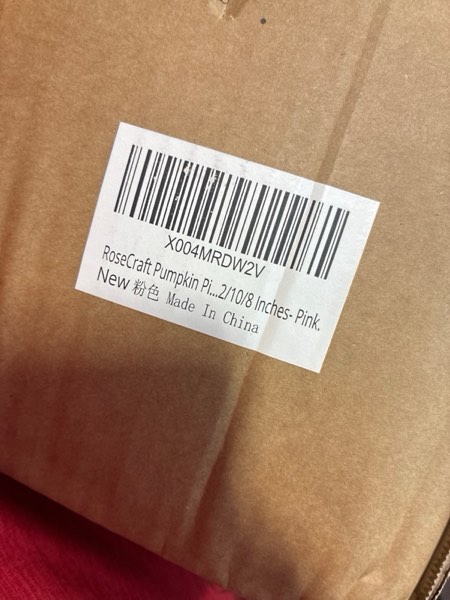 X004MRDW2V
RoseCraft Pumpkin Pi...2/10/8 Inches- Pink.
New 粉色 Made In China